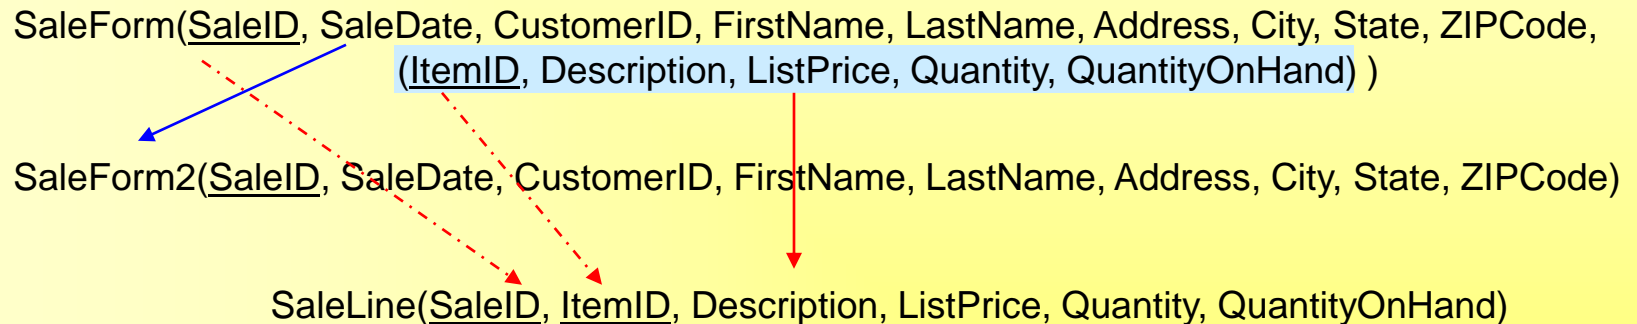 SaleForm(SaleID, SaleDate, CustomerID, FirstName, LastName, Address, City, State, ZIPCode,
(ItemID, Description, ListPrice, Quantity, QuantityOnHand) )
SaleForm2(SaleID, SaleDate, CustomerID, FirstName, LastName, Address, City, State, ZIPCode)
SaleLine(SaleID, ItemID, Description, ListPrice, Quantity, QuantityOnHand)